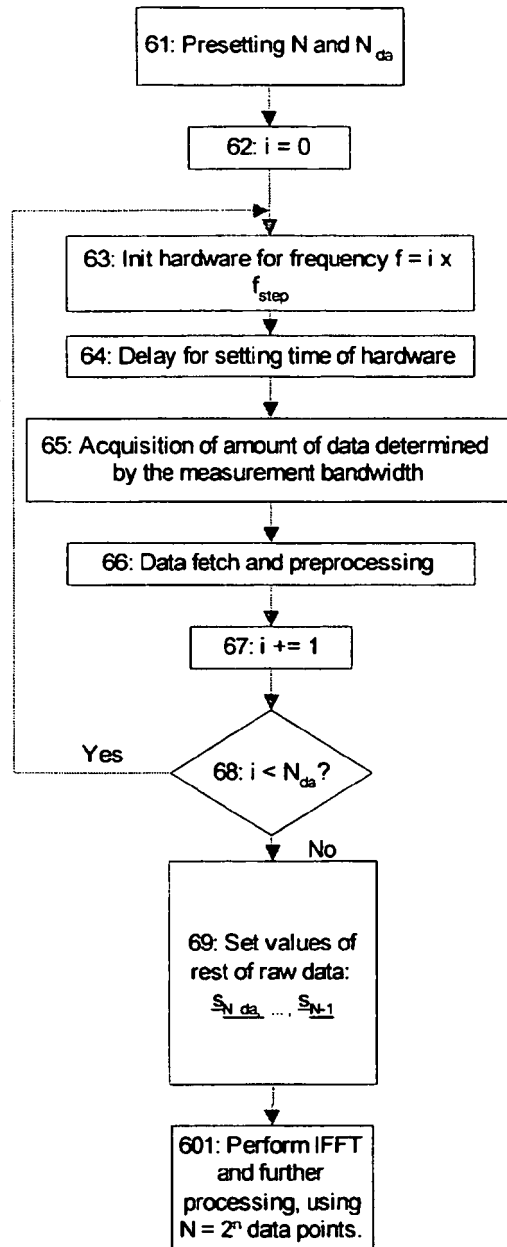 61: Presetting N and N_da
62: i = 0
63: Init hardware for frequency f = i x
f_step
64: Delay for setting time of hardware
65: Acquisition of amount of data determined
by the measurement bandwidth
66: Data fetch and preprocessing
67: i += 1
Yes
68: i < N_da?
No
69: Set values of
rest of raw data:
s_N_da, ... , s_N-1
601: Perform IFFT
and further
processing, using
N = 2^n data points.